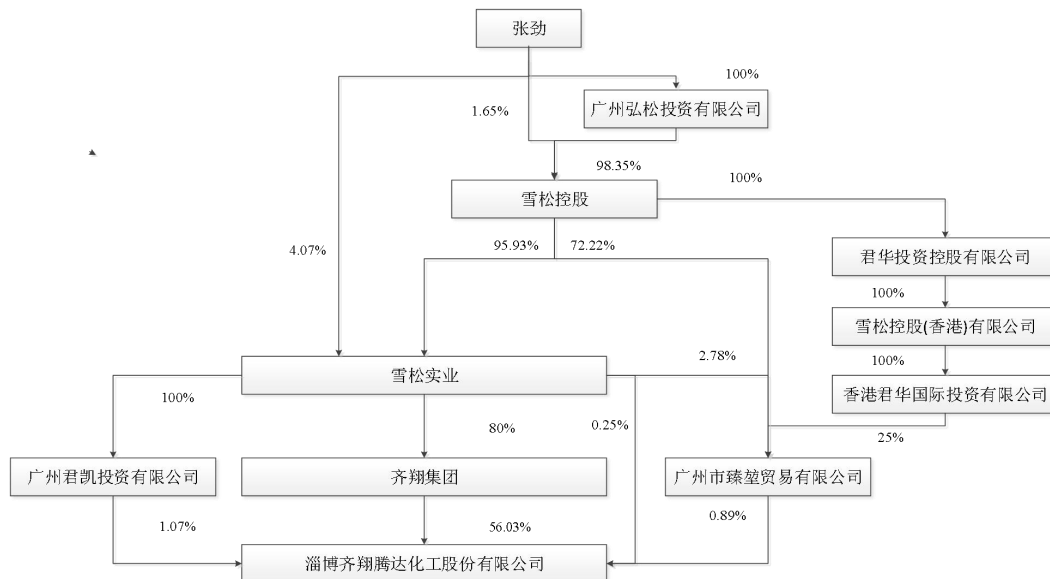 张劲
100%
1.65%
广州弘松投资有限公司
98.35%
雪松控股
100%
4.07%
95.93%
72.22%
君华投资控股有限公司
100%
雪松控股(香港)有限公司
2.78%
100%
雪松实业
香港君华国际投资有限公司
100%
80%
0.25%
25%
广州君凯投资有限公司
齐翔集团
广州市臻堃贸易有限公司
1.07%
56.03%
0.89%
淄博齐翔腾达化工股份有限公司